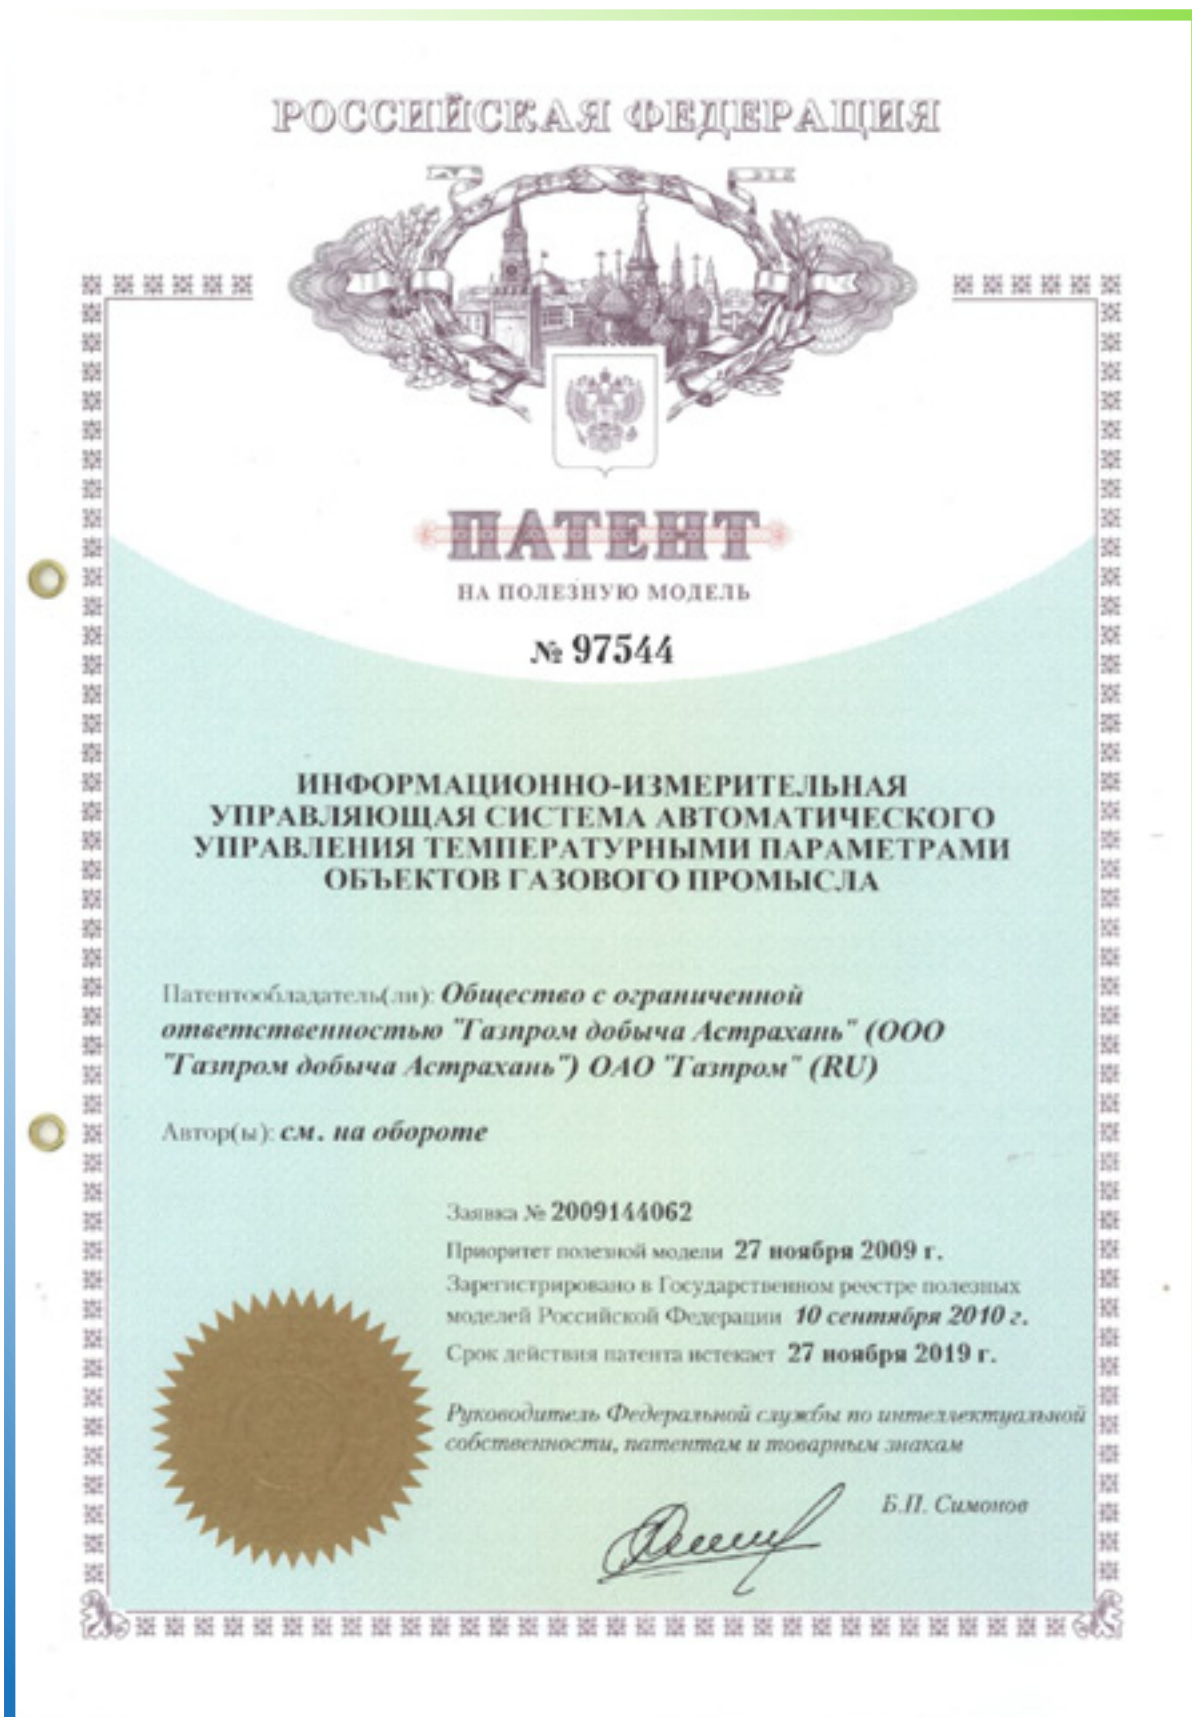 РОССИЙСКАЯ ФЕДЕРАЦИЯ
ПАТЕНТ
НА ПОЛЕЗНУЮ МОДЕЛЬ
№ 97544
ИНФОРМАЦИОННО-ИЗМЕРИТЕЛЬНАЯ
УПРАВЛЯЮЩАЯ СИСТЕМА АВТОМАТИЧЕСКОГО
УПРАВЛЕНИЯ ТЕМПЕРАТУРНЫМИ ПАРАМЕТРАМИ
ОБЪЕКТОВ ГАЗОВОГО ПРОМЫСЛА
Патентообладатель(ли): Общество с ограниченной
ответственностью "Газпром добыча Астрахань" (ООО
"Газпром добыча Астрахань") ОАО "Газпром" (RU)
Автор(ы): см. на обороте
Заявка № 2009144062
Приоритет полезной модели 27 ноября 2009 г.
Зарегистрировано в Государственном реестре полезных
моделей Российской Федерации 10 сентября 2010 г.
Срок действия патента истекает 27 ноября 2019 г.
Руководитель Федеральной службы по интеллектуальной
собственности, патентам и товарным знакам
Б.П. Симонов